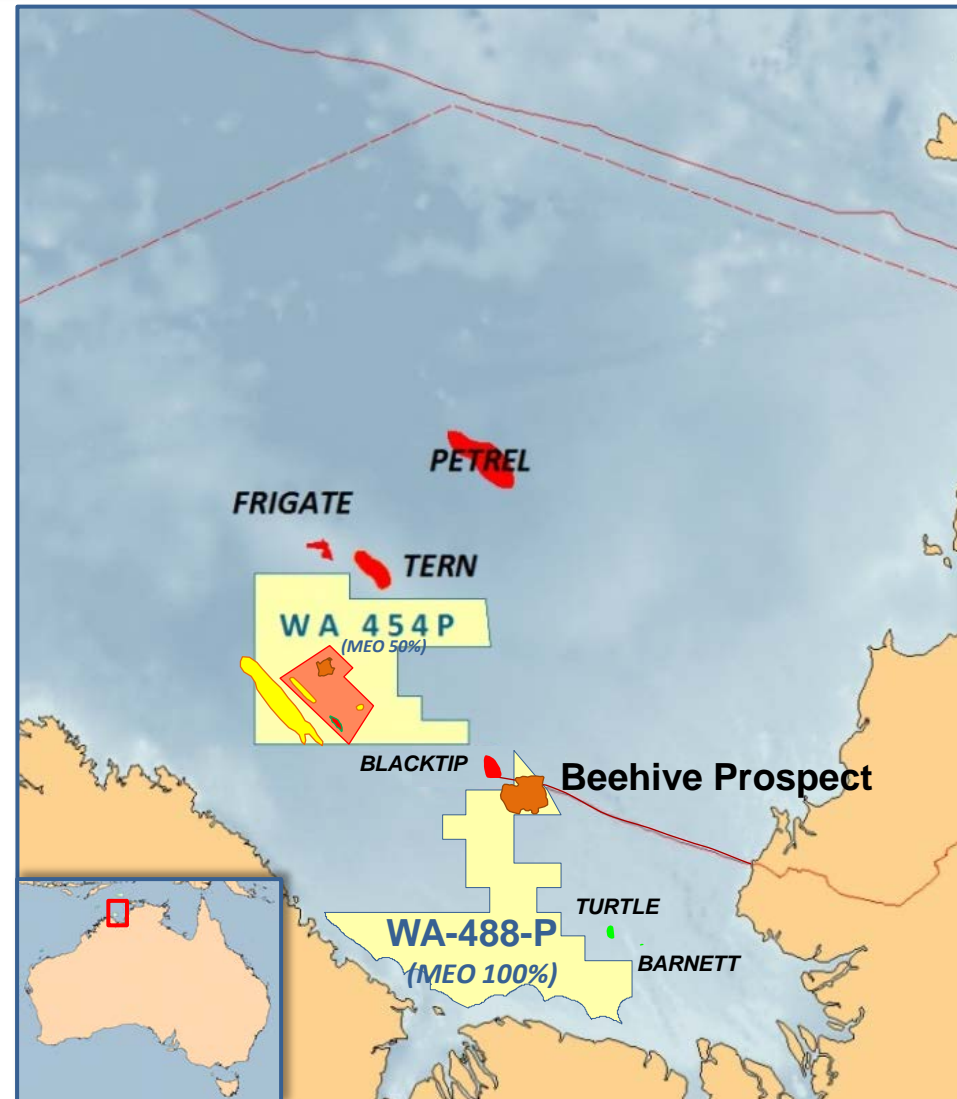 PETREL
FRIGATE
TERN
WA 454P
(MEO 50%)
BLACKTIP
Beehive Prospect
TURTLE
WA-488-P
BARNETT
(MEO 100%)